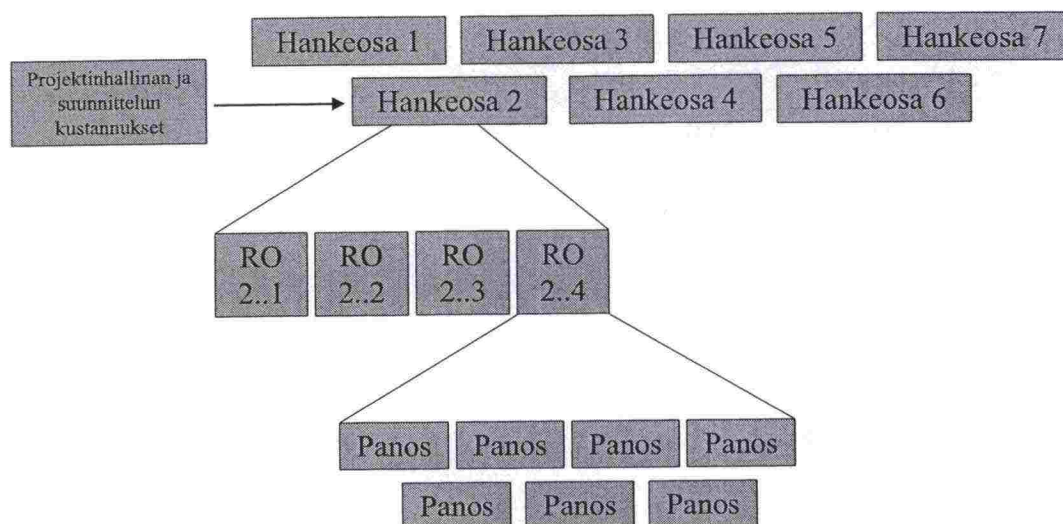 Hankeosa 1 Hankeosa 3 Hankeosa 5 Hankeosa 7
Projektinhallinan ja
suunnittelun
kustannukset
Hankeosa 2 Hankeosa 4 Hankeosa 6
RO RO RO RO
2..1 2..2 2..3 2..4
Panos Panos Panos Panos
Panos Panos Panos